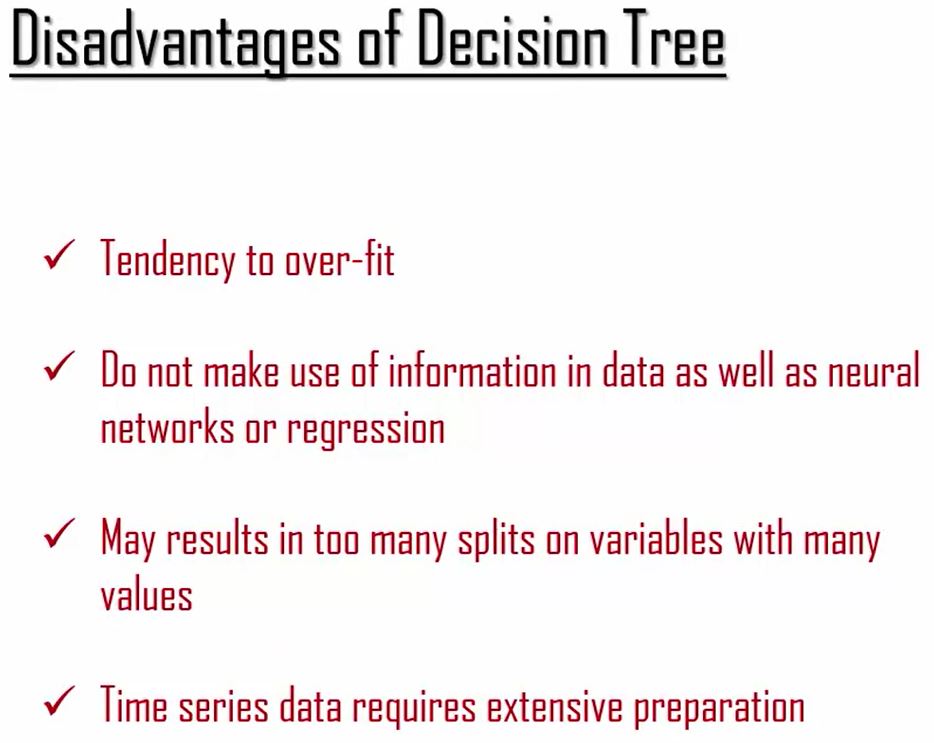 Disadvantages of Decision Tree
✓ Tendency to over-fit
✓ Do not make use of information in data as well as neural
networks or regression
✓ May results in too many splits on variables with many
values
✓ Time series data requires extensive preparation